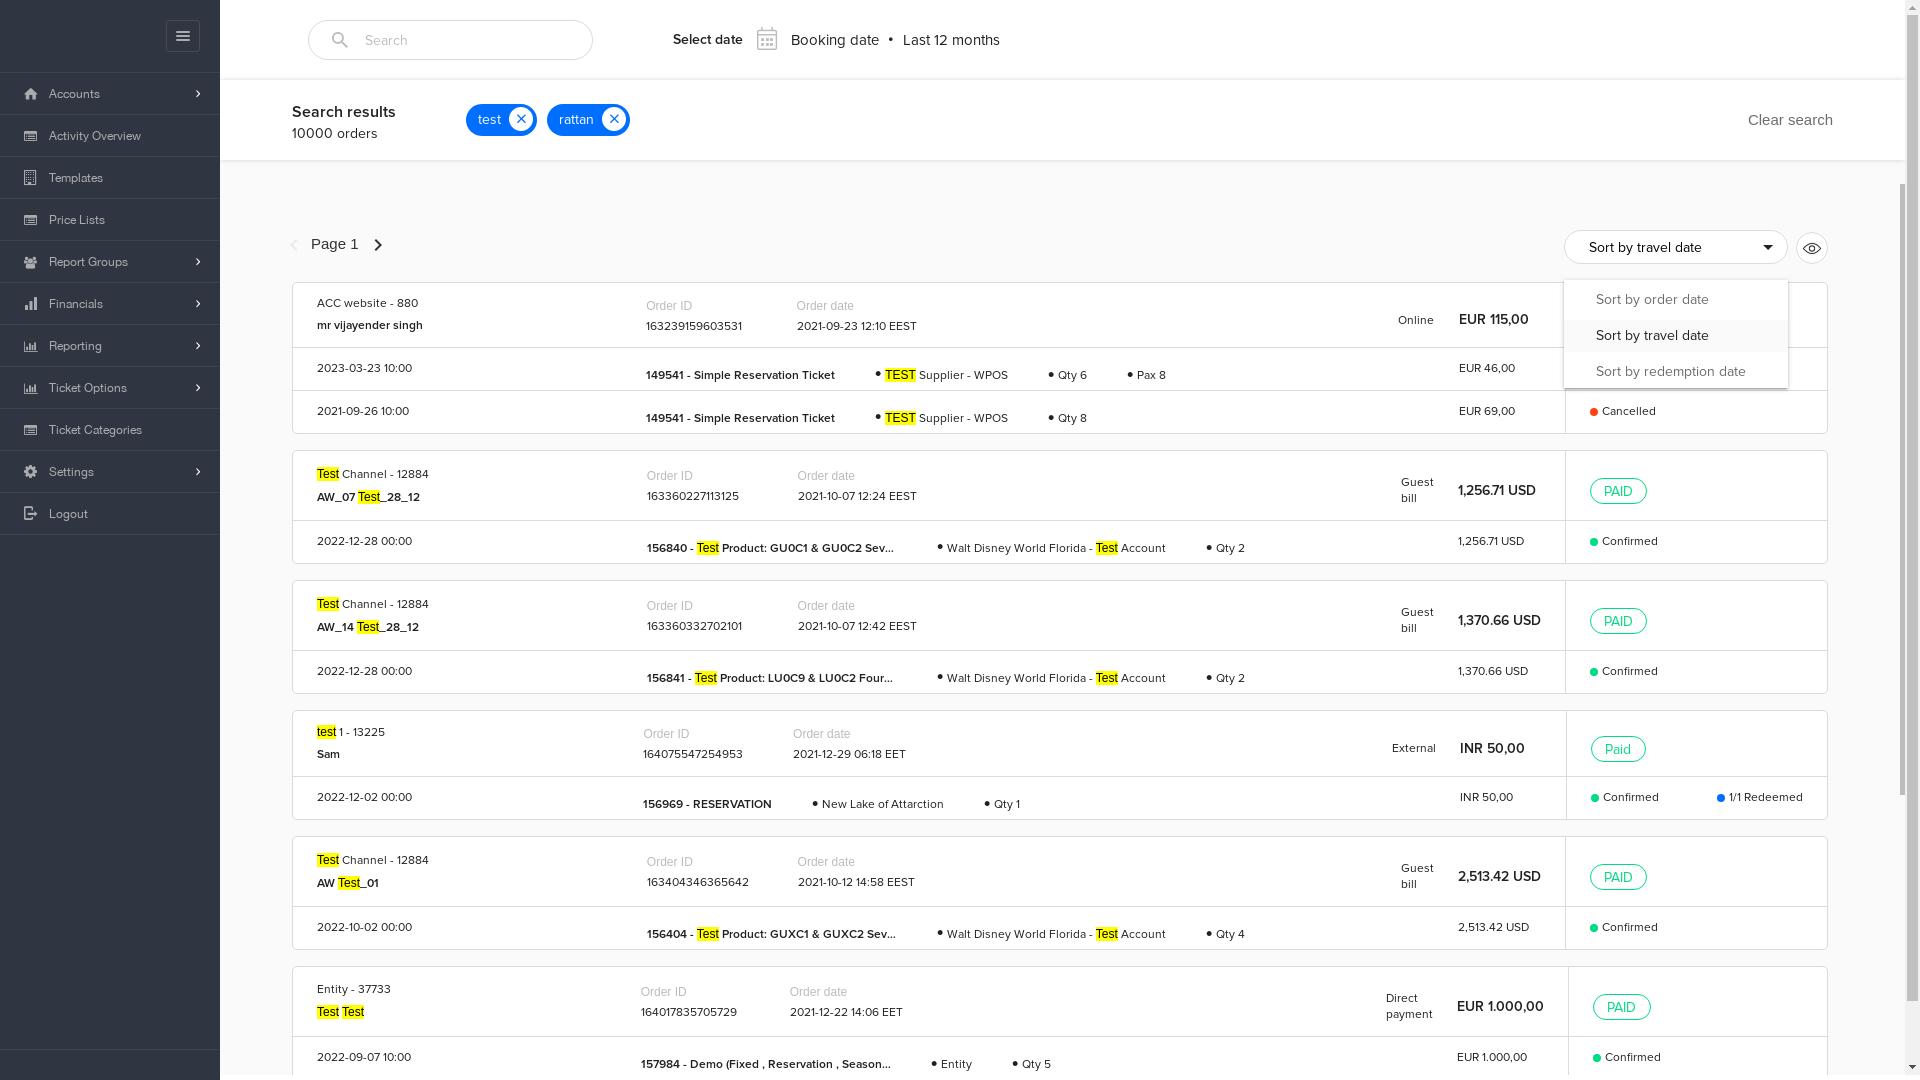 Search
Select date
Booking date • Last 12 months
Accounts
Activity Overview
Templates
Price Lists
Report Groups
Financials
Reporting
Ticket Options
Ticket Categories
Settings
Logout
Search results
10000 orders
test
rattan
Clear search
Page 1
Sort by travel date
Sort by order date
Sort by travel date
Sort by redemption date
ACC website - 880
mr vijayender singh
Order ID
163239159603531
Order date
2021-09-23 12:10 EEST
Online
EUR 115,00
2023-03-23 10:00
149541 - Simple Reservation Ticket
• TEST Supplier - WPOS
• Qty 6
• Pax 8
EUR 46,00
2021-09-26 10:00
149541 - Simple Reservation Ticket
• TEST Supplier - WPOS
• Qty 8
EUR 69,00
Cancelled
Test Channel - 12884
AW_07 Test_28_12
Order ID
163360227113125
Order date
2021-10-07 12:24 EEST
Guest
bill
1,256.71 USD
PAID
2022-12-28 00:00
156840 - Test Product: GU0C1 & GU0C2 Sev...
• Walt Disney World Florida - Test Account
• Qty 2
1,256.71 USD
Confirmed
Test Channel - 12884
AW_14 Test_28_12
Order ID
163360332702101
Order date
2021-10-07 12:42 EEST
Guest
bill
1,370.66 USD
PAID
2022-12-28 00:00
156841 - Test Product: LU0C9 & LU0C2 Four...
• Walt Disney World Florida - Test Account
• Qty 2
1,370.66 USD
Confirmed
test 1 - 13225
Sam
Order ID
164075547254953
Order date
2021-12-29 06:18 EET
External
INR 50,00
Paid
2022-12-02 00:00
156969 - RESERVATION
• New Lake of Attarction
• Qty 1
INR 50,00
Confirmed
1/1 Redeemed
Test Channel - 12884
AW Test_01
Order ID
163404346365642
Order date
2021-10-12 14:58 EEST
Guest
bill
2,513.42 USD
PAID
2022-10-02 00:00
156404 - Test Product: GUXC1 & GUXC2 Sev...
• Walt Disney World Florida - Test Account
• Qty 4
2,513.42 USD
Confirmed
Entity - 37733
Test Test
Order ID
164017835705729
Order date
2021-12-22 14:06 EET
Direct
payment
EUR 1.000,00
PAID
2022-09-07 10:00
157984 - Demo (Fixed , Reservation , Season...
• Entity
• Qty 5
EUR 1.000,00
Confirmed